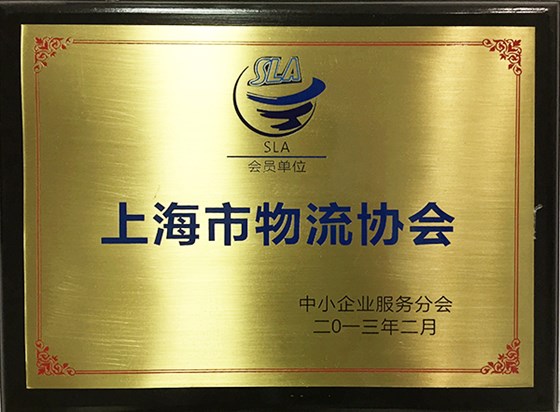 SLA
SLA
会员单位
上海市物流协会
中小企业服务分会
二0一三年二月